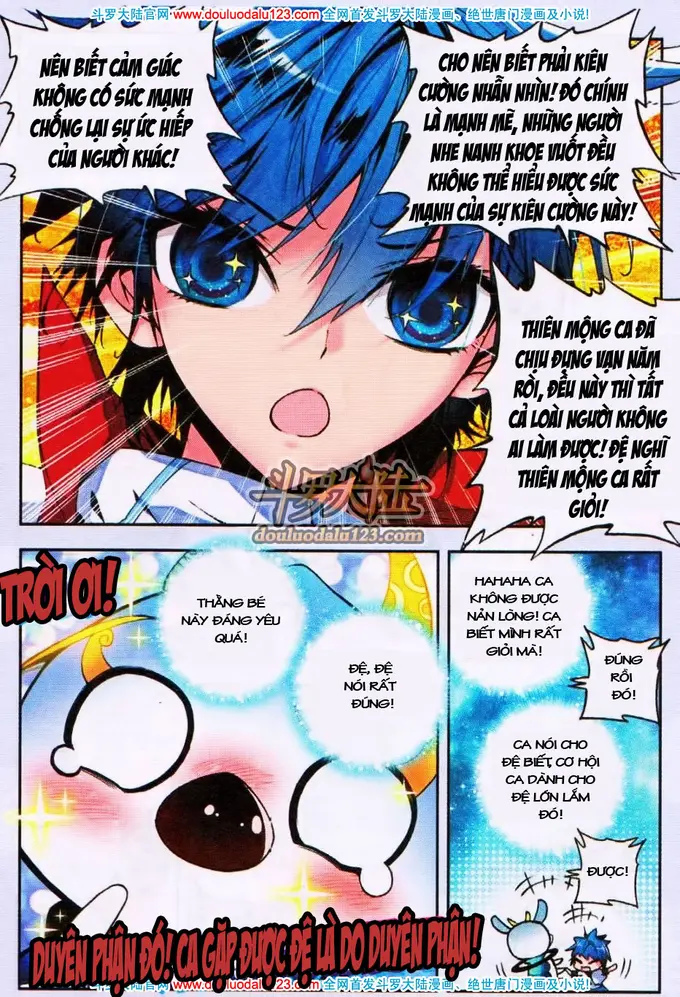 斗罗大陆官网 www.douluodalu123.com 全网首发斗罗大陆漫画、绝世唐门漫画及小说!
NÊN BIẾT CẢM GIÁC
KHÔNG CÓ SỨC MẠNH
CHỐNG LẠI SỰ ỨC HIẾP
CỦA NGƯỜI KHÁC!
CHO NÊN BIẾT PHẢI KIÊN
CƯỜNG NHẪN NHỊN! ĐÓ CHÍNH
LÀ MẠNH MẼ, NHỮNG NGƯỜI
NHE NANH KHOE VUỐT ĐỀU
KHÔNG THỂ HIỂU ĐƯỢC SỨC
MẠNH CỦA SỰ KIÊN CƯỜNG NÀY!
THIÊN MỘNG CA ĐÃ
CHỊU ĐỰNG VẠN NĂM
RỒI, ĐỀU NÀY THÌ TẤT
CẢ LOÀI NGƯỜI KHÔNG
AI LÀM ĐƯỢC! ĐỆ NGHĨ
THIÊN MỘNG CA RẤT
GIỎI!
斗罗大陆
douluodalu123.com
TRỜI ƠI!
THẰNG BÉ
NÀY ĐÁNG YÊU
QUÁ!
ĐỆ, ĐỆ
NÓI RẤT
ĐÚNG!
DUYÊN PHẬN ĐÓ! CA GẶP ĐƯỢC ĐỆ LÀ DO DUYÊN PHẬN!
HAHAHA CA
KHÔNG ĐƯỢC
NẢN LÒNG! CA
BIẾT MÌNH RẤT
GIỎI MÀ!
ĐÚNG
RỒI
ĐÓ!
CA NÓI CHO
ĐỆ BIẾT, CƠ HỘI
CA DÀNH CHO
ĐỆ LỚN LẮM
ĐÓ!
ĐƯỢC!
斗罗大陆官网 www.douluodalu123.com 全网首发斗罗大陆漫画、绝世唐门漫画及小说!